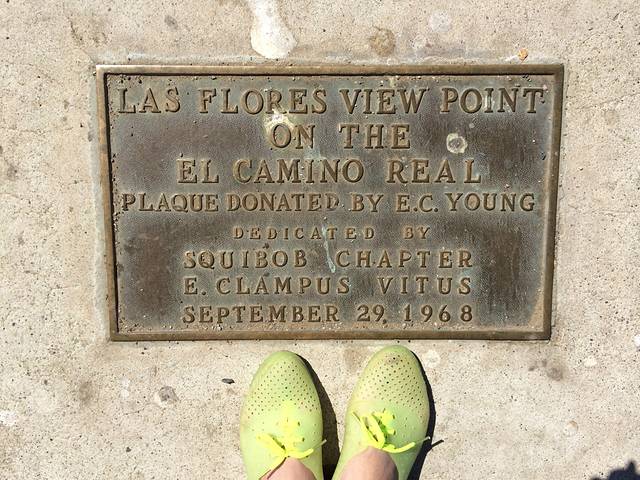 LAS FLORES VIEW POINT
ON THE
EL CAMINO REAL
PLAQUE DONATED BY E.C. YOUNG
DEDICATED BY
SQUIBOB CHAPTER
E. CLAMPUS VITUS
SEPTEMBER 29, 1968